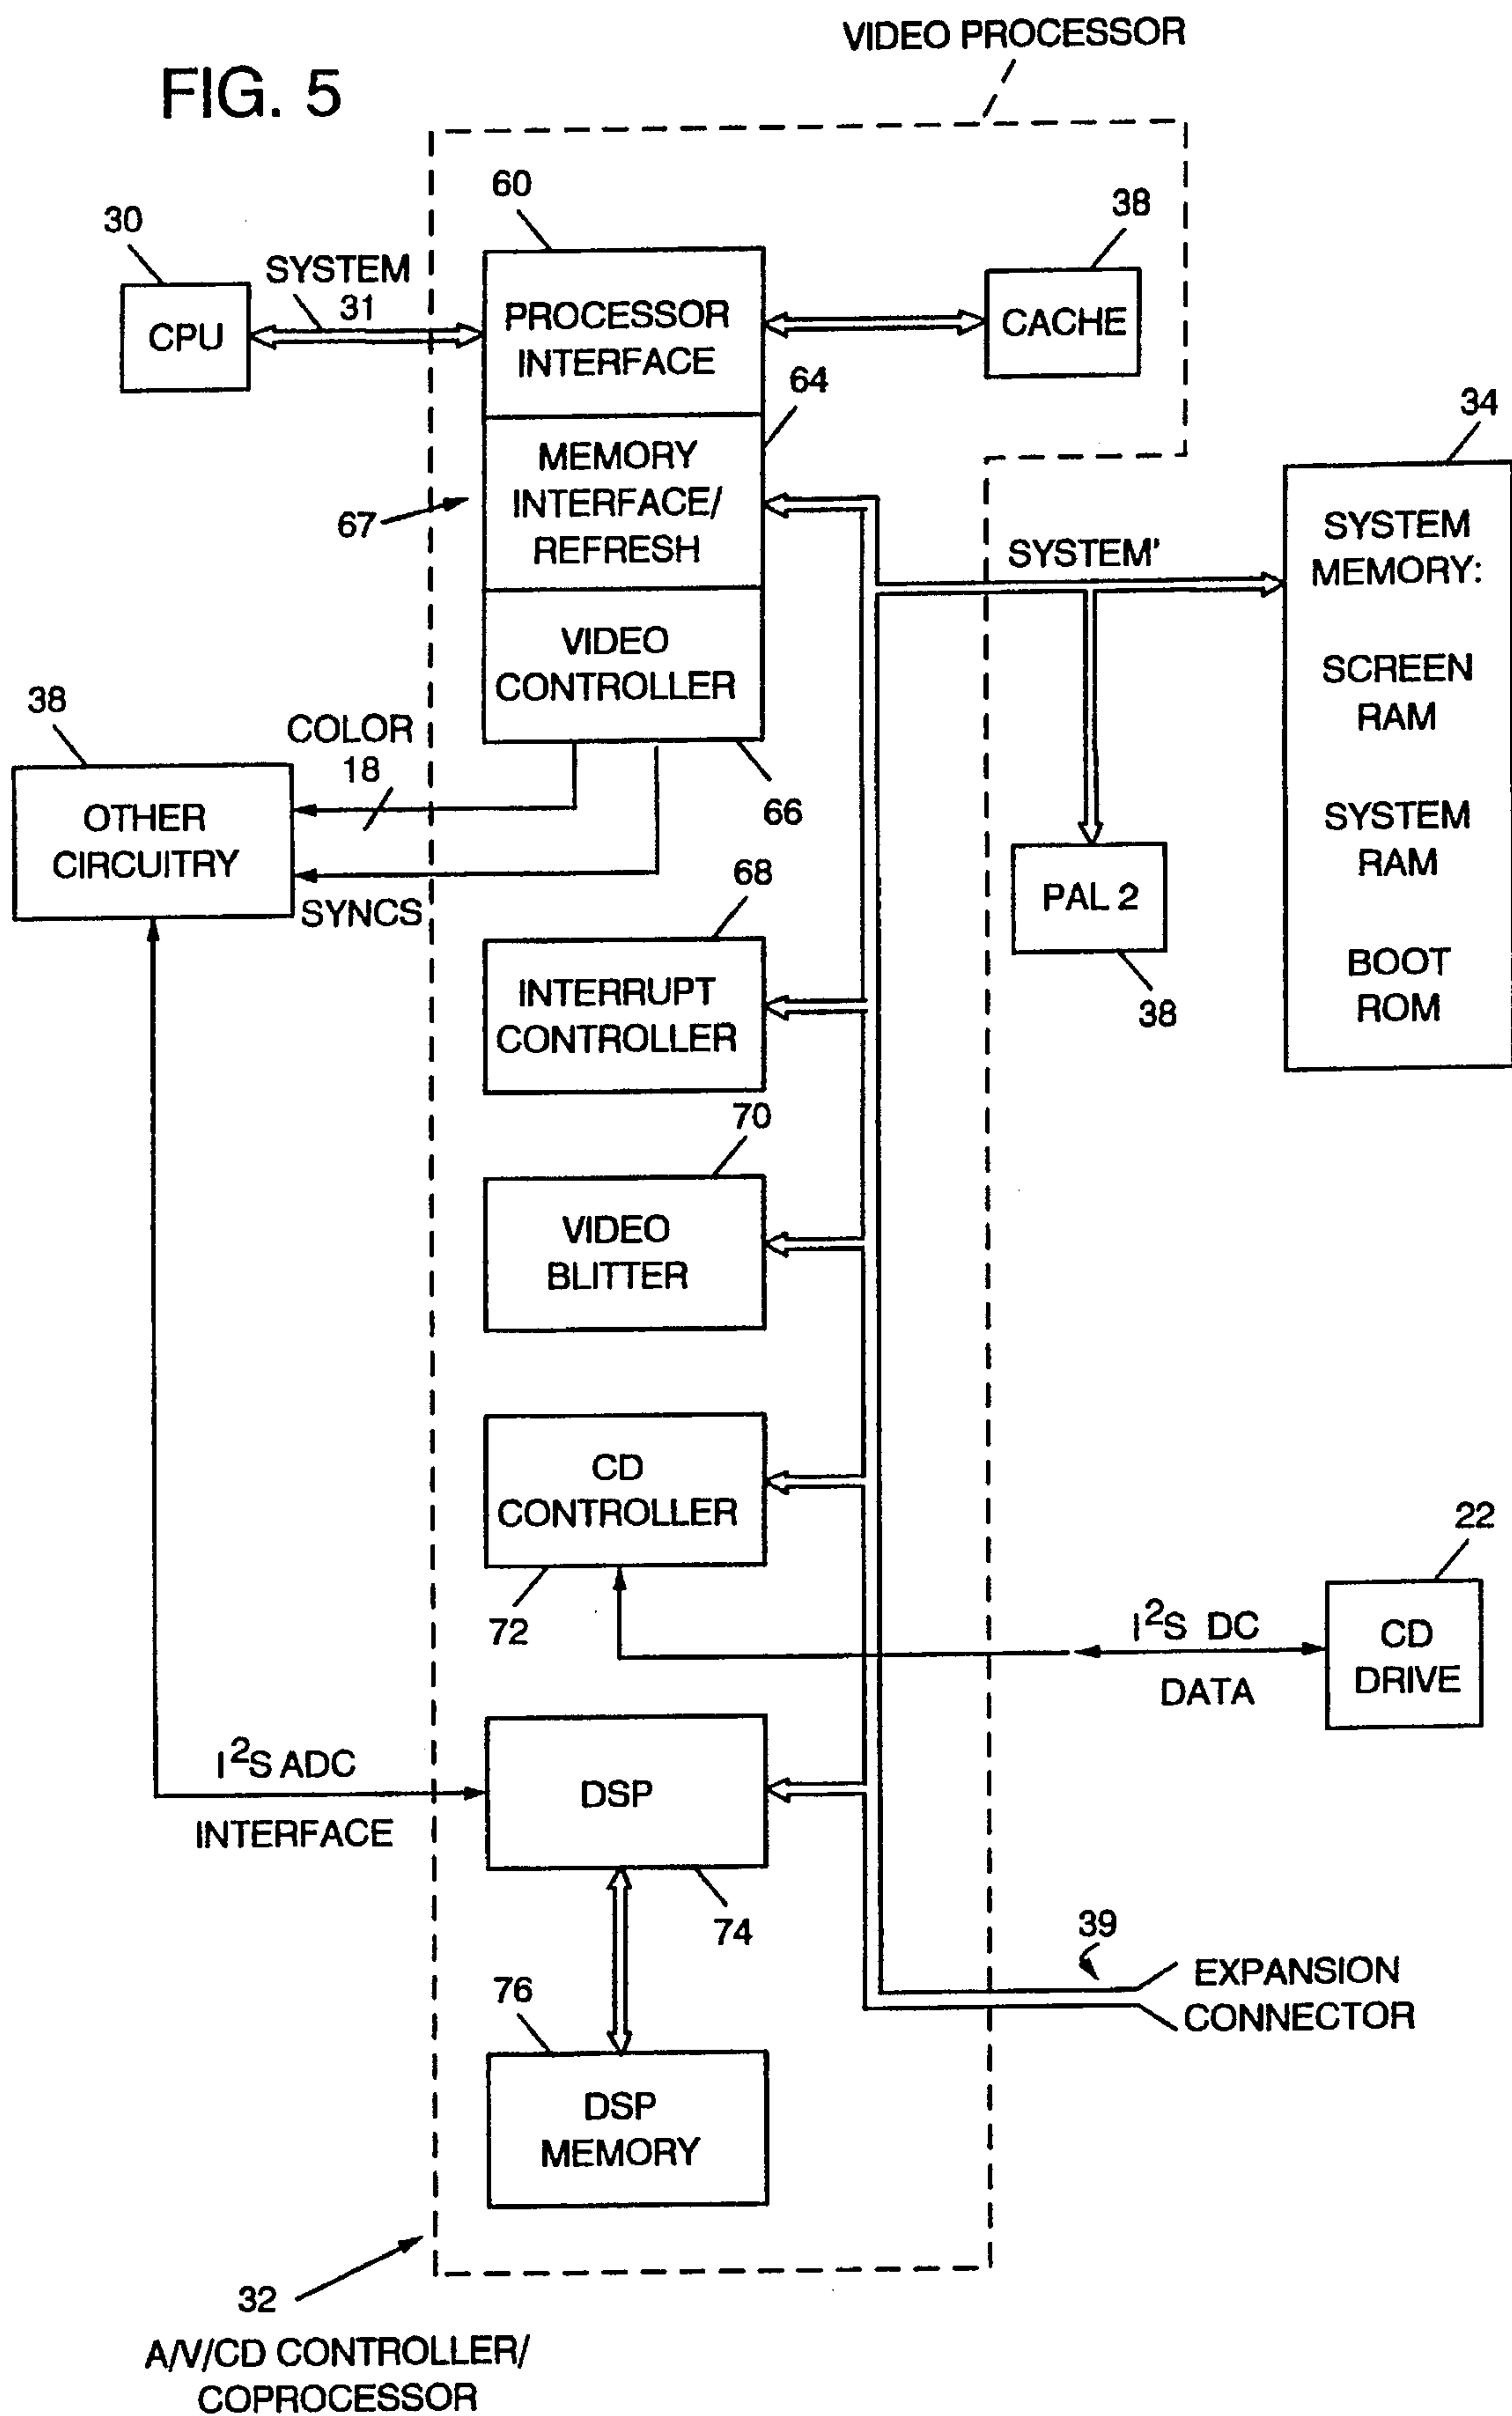 VIDEO PROCESSOR
FIG. 5
60
38
30
SYSTEM
31
CPU
PROCESSOR
INTERFACE
CACHE
64
34
MEMORY
INTERFACE/
REFRESH
67
SYSTEM'
SYSTEM
MEMORY:
SCREEN
RAM
SYSTEM
RAM
BOOT
ROM
VIDEO
CONTROLLER
38
COLOR
18
66
OTHER
CIRCUITRY
SYNCS
68
PAL 2
38
INTERRUPT
CONTROLLER
70
VIDEO
BLITTER
CD
CONTROLLER
72
22
I²S DC
DATA
CD
DRIVE
I²S ADC
INTERFACE
DSP
74
39
EXPANSION
CONNECTOR
76
DSP
MEMORY
32
A/V/CD CONTROLLER/
COPROCESSOR